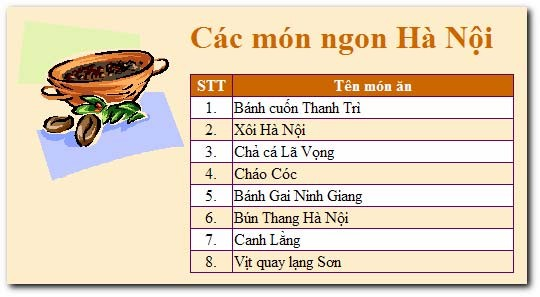 Các món ngon Hà Nội
STT Tên món ăn
1. Bánh cuốn Thanh Trì
2. Xôi Hà Nội
3. Chả cá Lã Vọng
4. Cháo Cóc
5. Bánh Gai Ninh Giang
6. Bún Thang Hà Nội
7. Canh Lằng
8. Vịt quay lạng Sơn